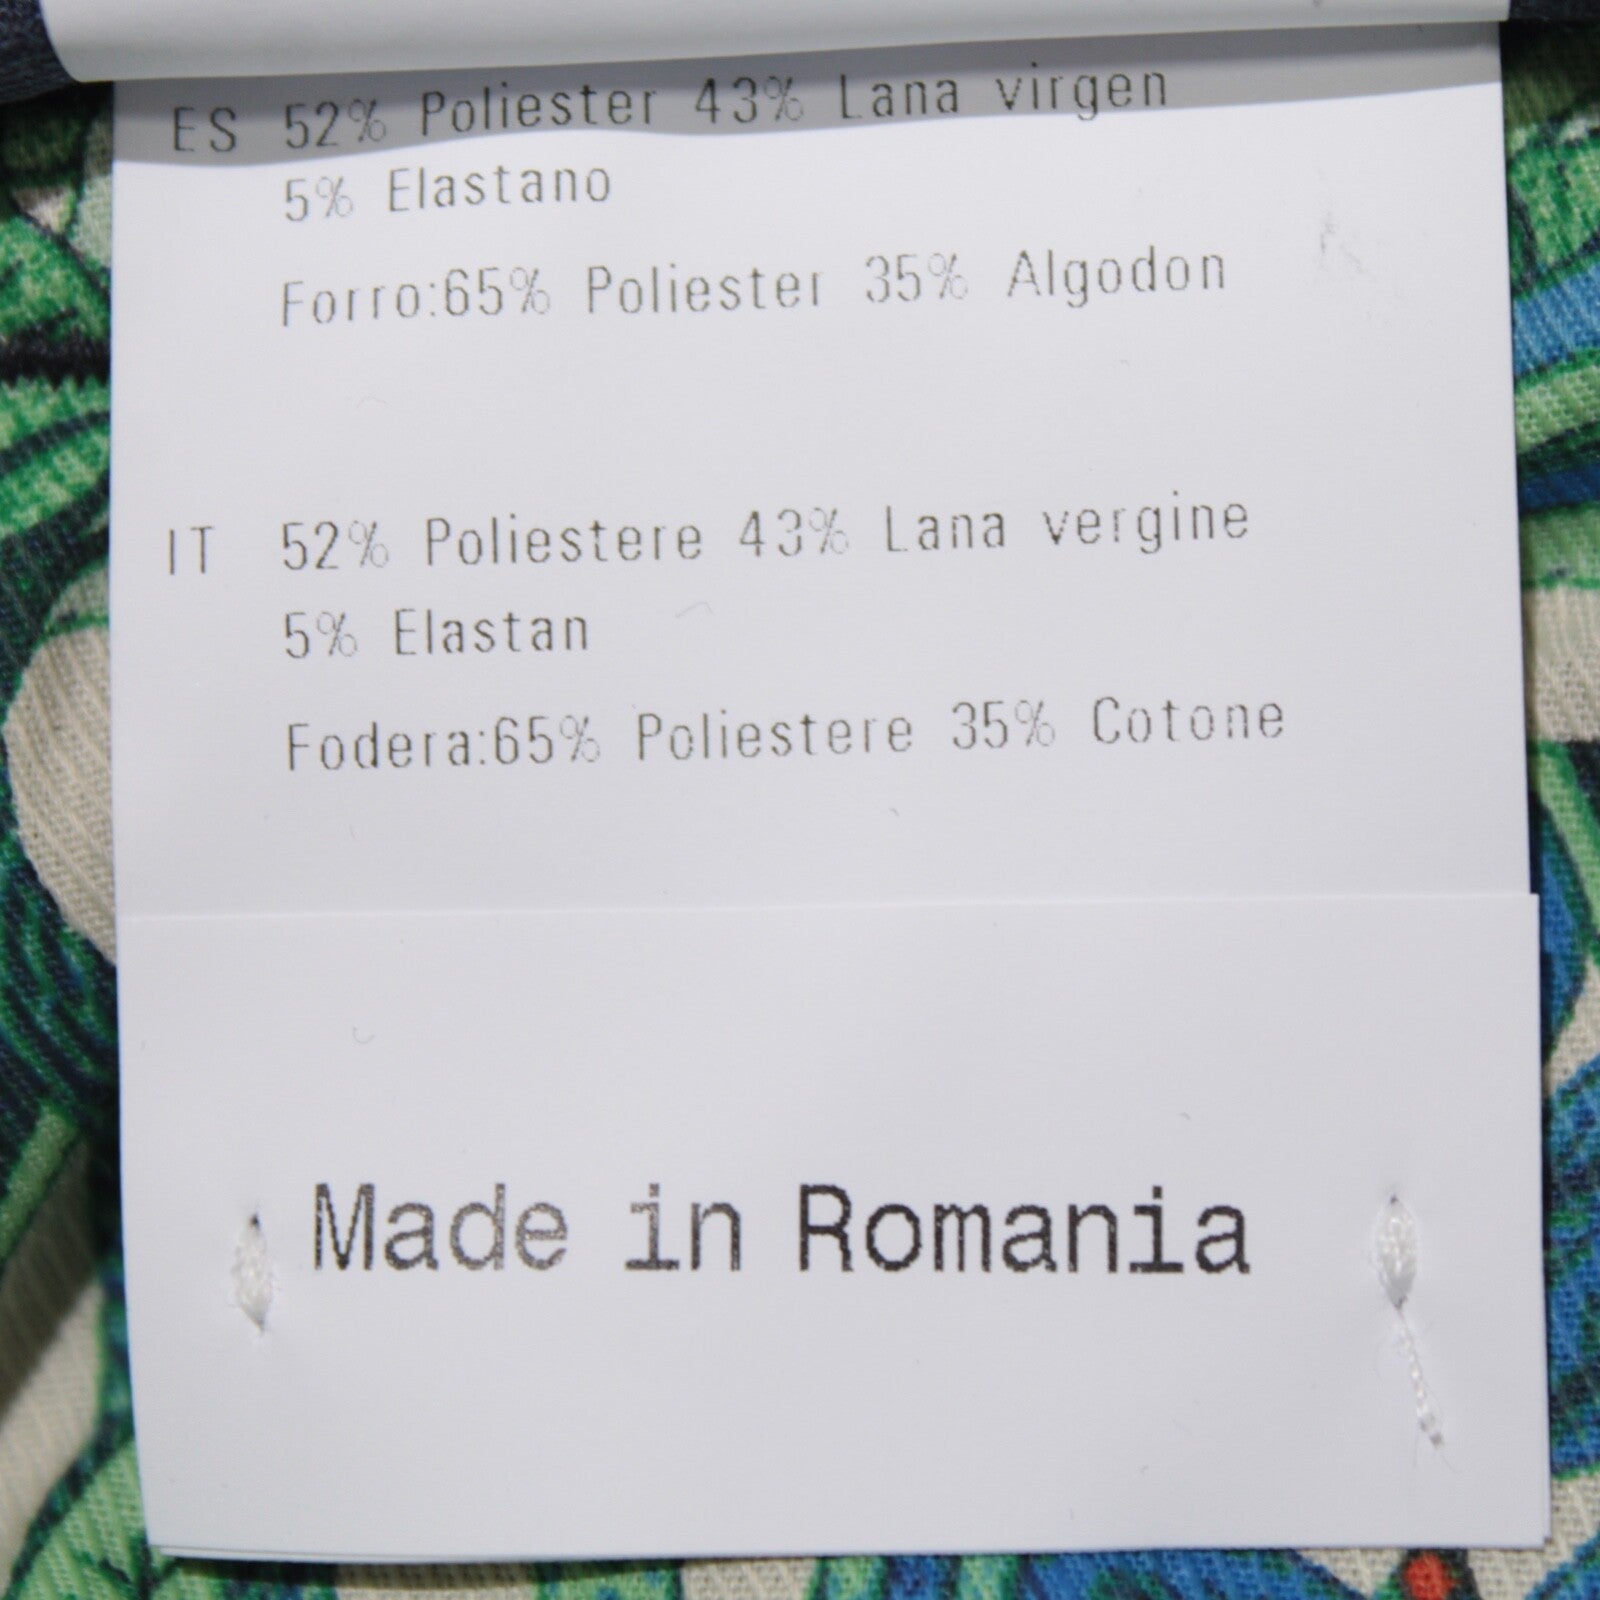 ES 52% Poliester 43% Lana virgen
5% Elastano
Forro:65% Poliester 35% Algodon
IT 52% Poliestere 43% Lana vergine
5% Elastan
Fodera:65% Poliestere 35% Cotone
Made in Romania